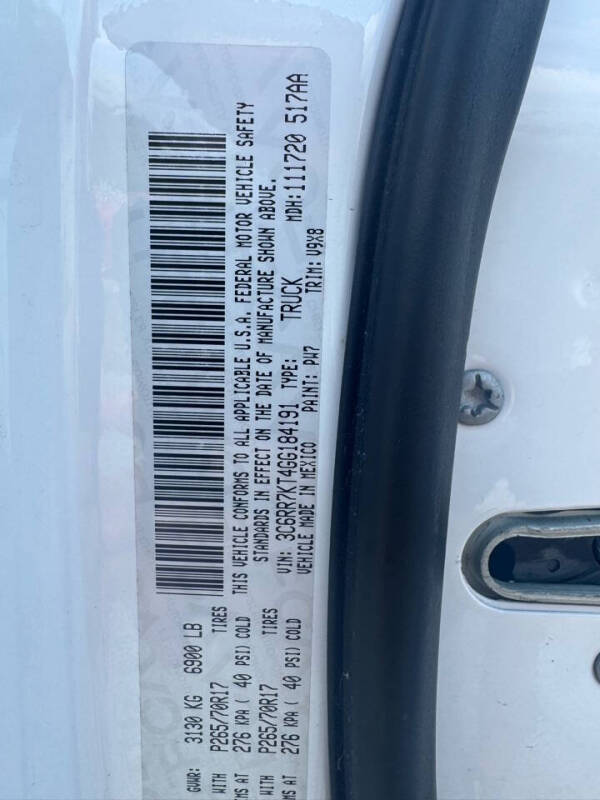 GVWR: 3130 KG 6900 LB
WITH P265/70R17 TIRES
MS AT 276 KPA ( 40 PSI) COLD
WITH P265/70R17 TIRES
MS AT 276 KPA ( 40 PSI) COLD
THIS VEHICLE CONFORMS TO ALL APPLICABLE U.S.A. FEDERAL MOTOR VEHICLE SAFETY
STANDARDS IN EFFECT ON THE DATE OF MANUFACTURE SHOWN ABOVE.
VIN: 3C6RR7KT4GG184191 TYPE: TRUCK MDH: 111720 517AA
VEHICLE MADE IN MEXICO PAINT: PW7 TRIM: V9X8